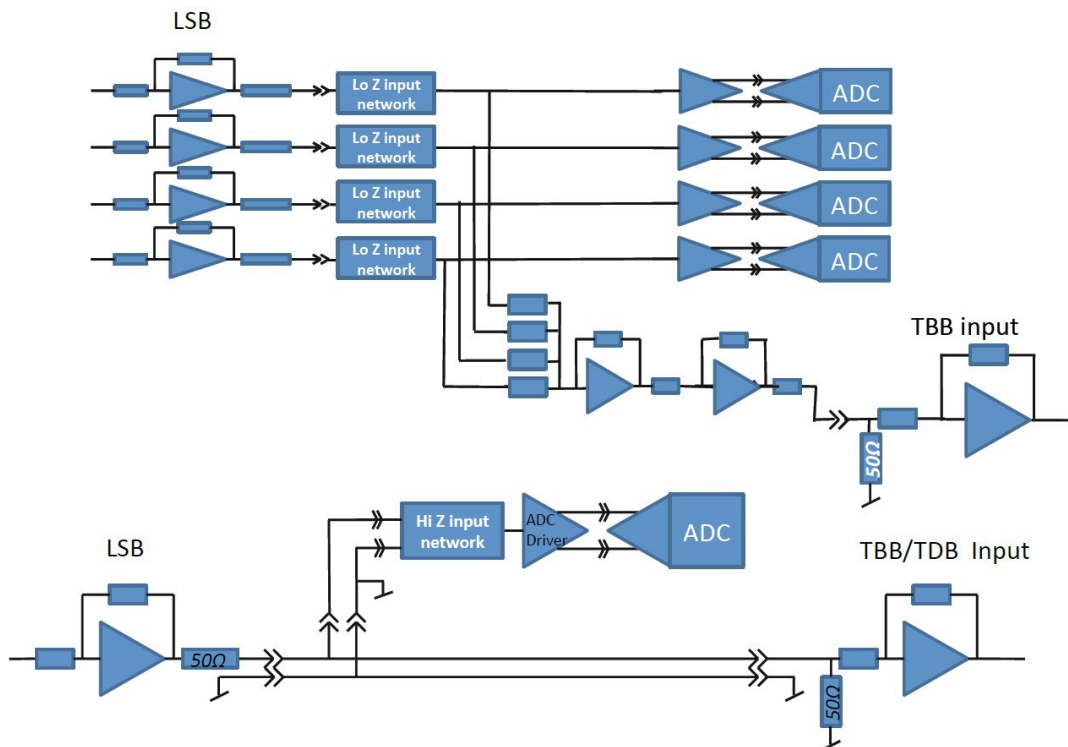 LSB
Lo Z input
network
ADC
Lo Z input
network
ADC
Lo Z input
network
ADC
Lo Z input
network
ADC
TBB input
50Ω
Hi Z input
network
ADC
Driver
ADC
LSB
TBB/TDB Input
50Ω
50Ω